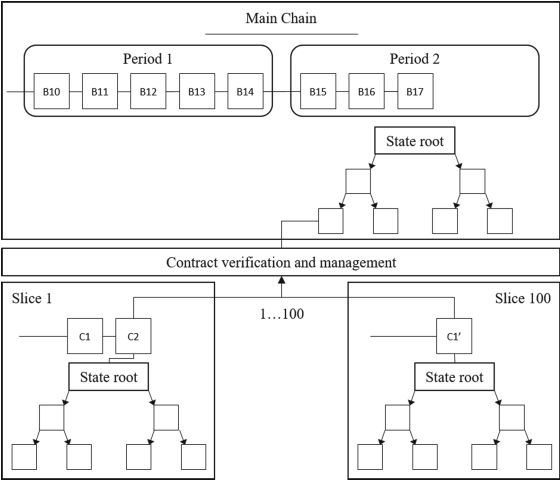 Main Chain
Period 1
Period 2
B10 B11 B12 B13 B14 B15 B16 B17
State root
Contract verification and management
Slice 1
Slice 100
1...100
C1 C2 C1′
State root
State root